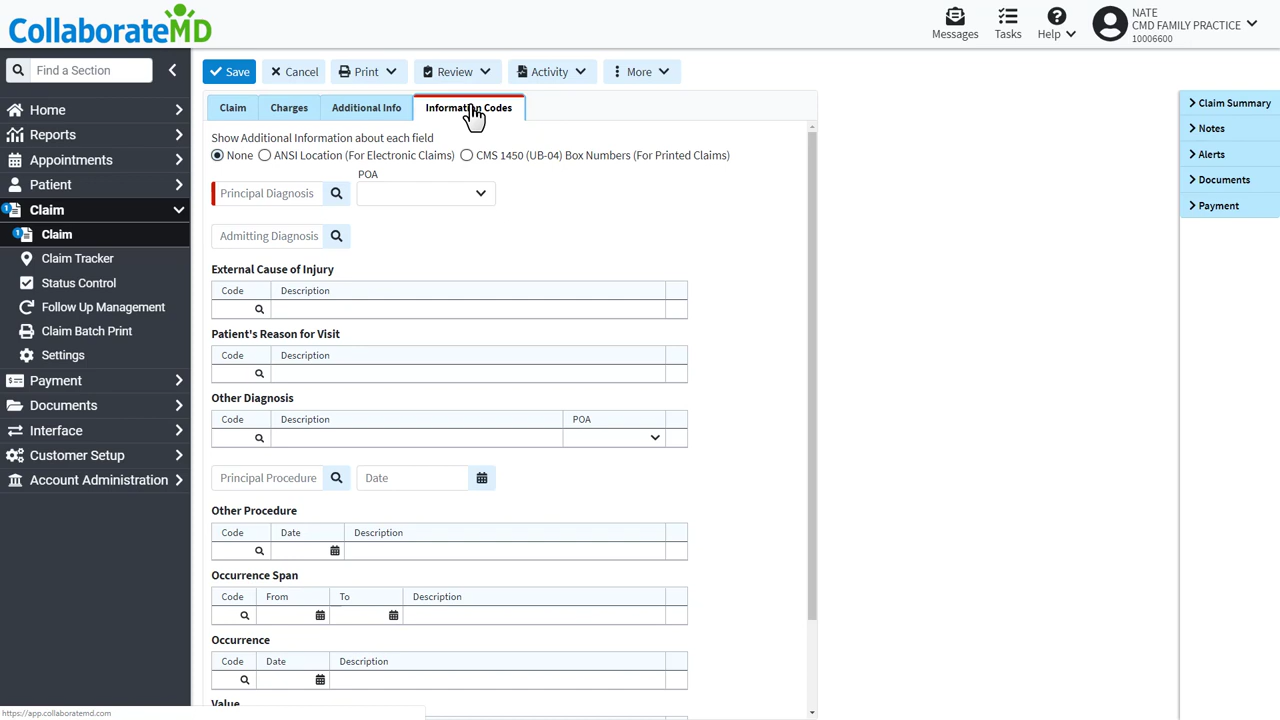 CollaborateMD
Messages
Tasks
Help
NATE
CMD FAMILY PRACTICE
10006600
Find a Section
Home
Reports
Appointments
Patient
1 Claim
1 Claim
Claim Tracker
Status Control
Follow Up Management
Claim Batch Print
Settings
Payment
Documents
Interface
Customer Setup
Account Administration
Save Cancel Print Review Activity More
Claim Charges Additional Info Information Codes
Show Additional Information about each field
None ANSI Location (For Electronic Claims) CMS 1450 (UB-04) Box Numbers (For Printed Claims)
POA
Principal Diagnosis
Admitting Diagnosis
External Cause of Injury
Code Description
Patient's Reason for Visit
Code Description
Other Diagnosis
Code Description POA
Principal Procedure Date
Other Procedure
Code Date Description
Occurrence Span
Code From To Description
Occurrence
Code Date Description
Value
Claim Summary
Notes
Alerts
Documents
Payment
https://app.collaboratemd.com